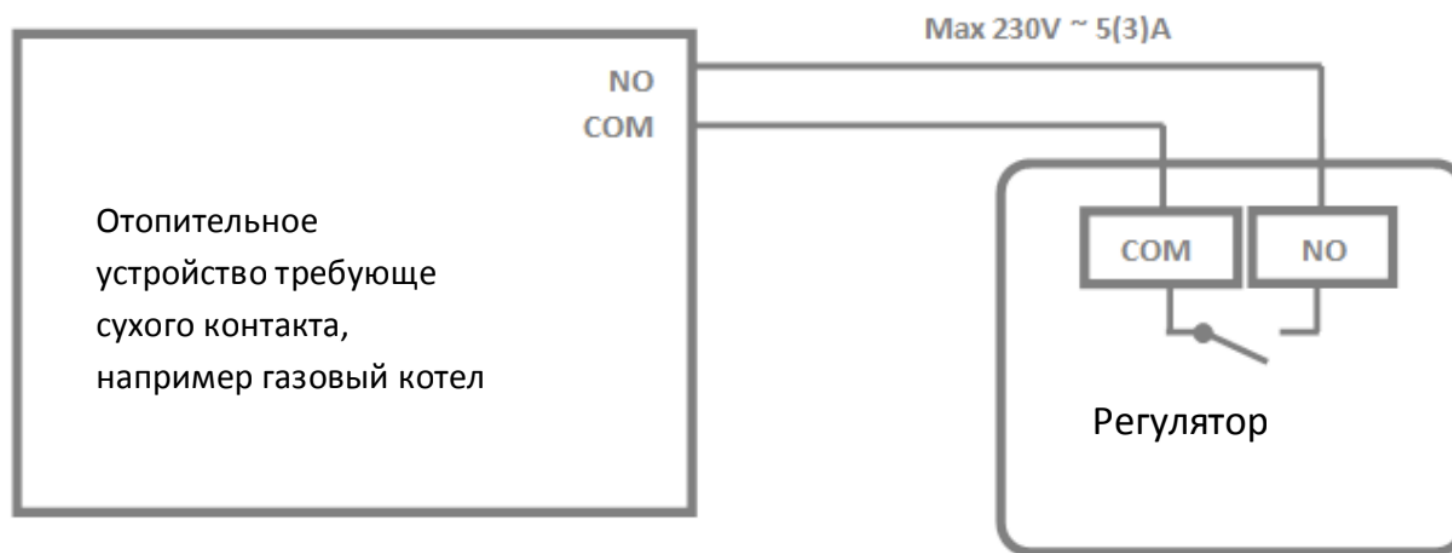 Max 230V ~ 5(3)A
NO
COM
Отопительное
устройство требующе
сухого контакта,
например газовый котел
COM NO
Регулятор